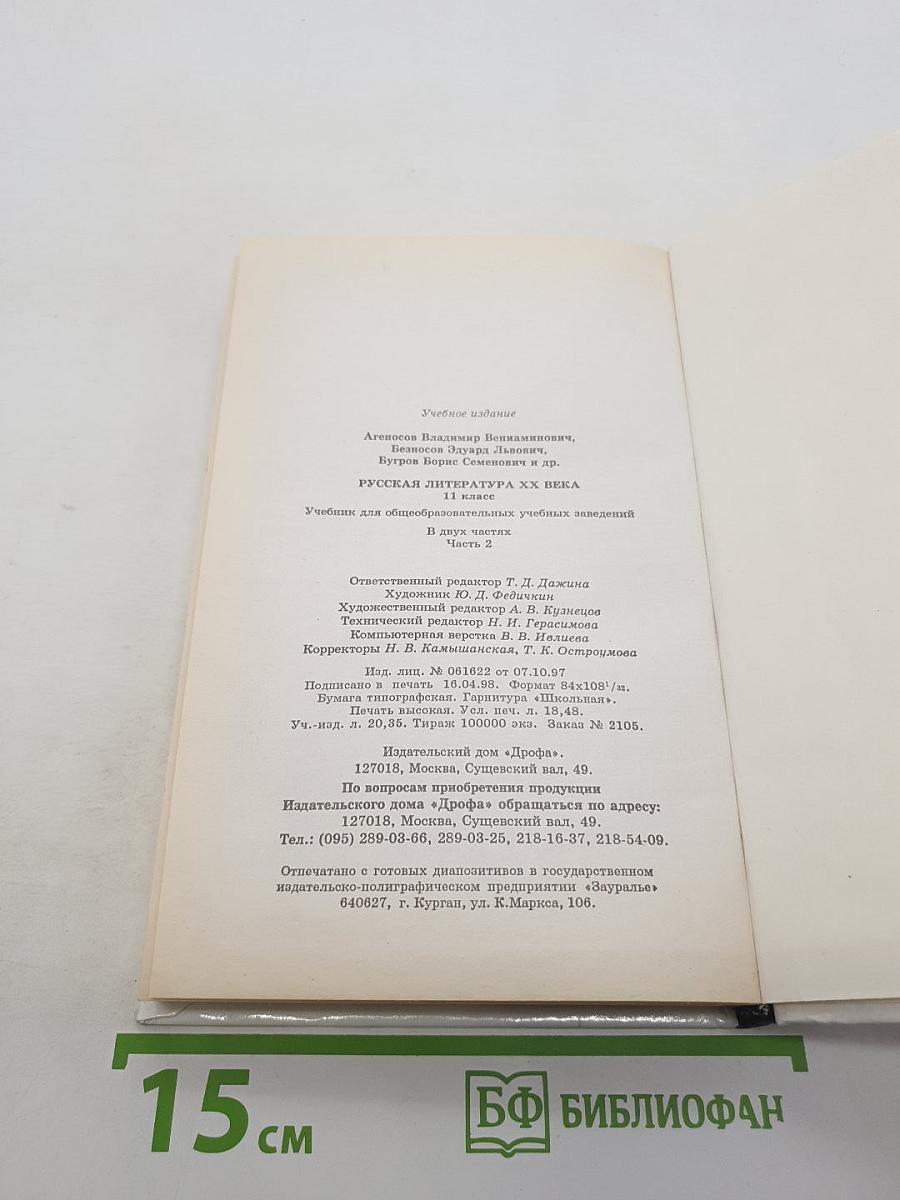 Учебное издание
Агеносов Владимир Вениаминович,
Безносов Эдуард Львович,
Бугров Борис Семенович и др.
РУССКАЯ ЛИТЕРАТУРА XX ВЕКА
11 класс
Учебник для общеобразовательных учебных заведений
В двух частях
Часть 2
Ответственный редактор Т. Д. Дажина
Художник Ю. Д. Федичкин
Художественный редактор А. В. Кузнецов
Технический редактор Н. И. Герасимова
Компьютерная верстка В. В. Ивлиева
Корректоры Н. В. Камышанская, Т. К. Остроумова
Изд. лиц. № 061622 от 07.10.97
Подписано в печать 16.04.98. Формат 84х108¹/₃₂.
Бумага типографская. Гарнитура «Школьная».
Печать высокая. Усл. печ. л. 18,48.
Уч.-изд. л. 20,35. Тираж 100000 экз. Заказ № 2105.
Издательский дом «Дрофа».
127018, Москва, Сущевский вал, 49.
По вопросам приобретения продукции
Издательского дома «Дрофа» обращаться по адресу:
127018, Москва, Сущевский вал, 49.
Тел.: (095) 289-03-66, 289-03-25, 218-16-37, 218-54-09.
Отпечатано с готовых диапозитивов в государственном
издательско-полиграфическом предприятии «Зауралье»
640627, г. Курган, ул. К.Маркса, 106.
15 см
БФ БИБЛИОФАН